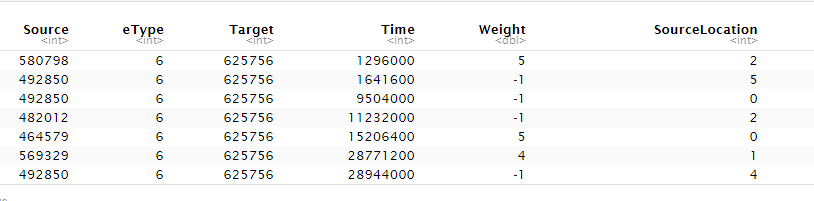 Source eType Target Time Weight SourceLocation
<int> <int> <int> <int> <dbl> <int>
580798 6 625756 1296000 5 2
492850 6 625756 1641600 -1 5
492850 6 625756 9504000 -1 0
482012 6 625756 11232000 -1 2
464579 6 625756 15206400 5 0
569329 6 625756 28771200 4 1
492850 6 625756 28944000 -1 4